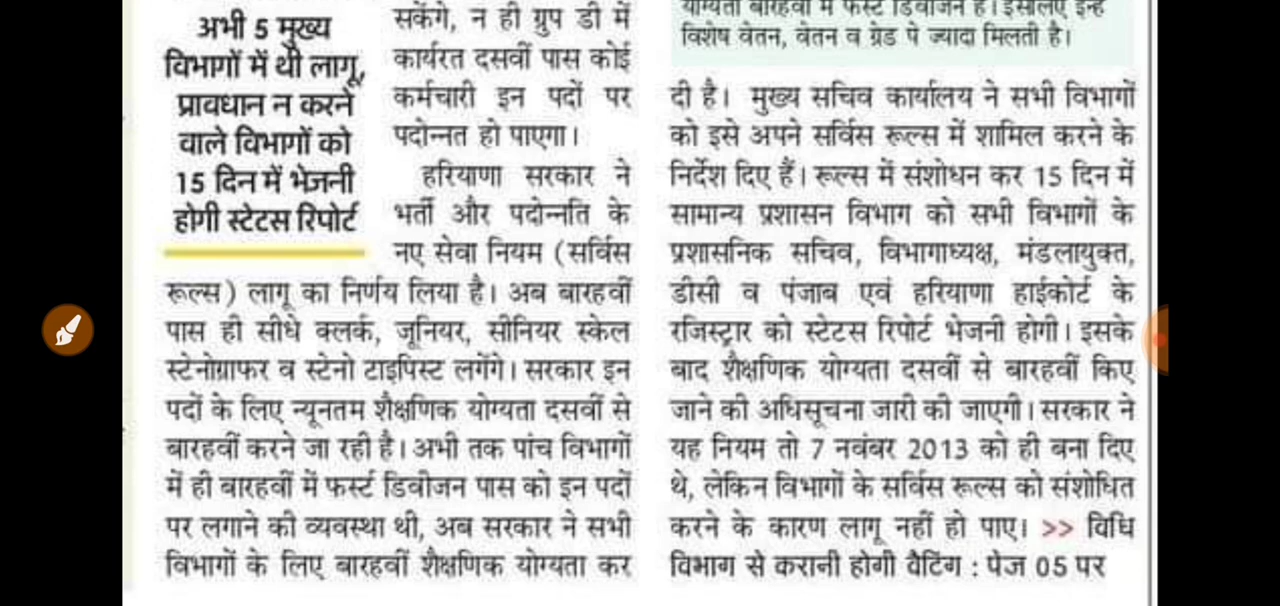 अभी 5 मुख्य
विभागों में थी लागू,
प्रावधान न करने
वाले विभागों को
15 दिन में भेजनी
होगी स्टेटस रिपोर्ट
सकेंगे, न ही ग्रुप डी में
कार्यरत दसवीं पास कोई
कर्मचारी इन पदों पर
पदोन्नत हो पाएगा।
हरियाणा सरकार ने
भर्ती और पदोन्नति के
नए सेवा नियम (सर्विस
रूल्स) लागू का निर्णय लिया है। अब बारहवीं
पास ही सीधे क्लर्क, जूनियर, सीनियर स्केल
स्टेनोग्राफर व स्टेनो टाइपिस्ट लगेंगे। सरकार इन
पदों के लिए न्यूनतम शैक्षणिक योग्यता दसवीं से
बारहवीं करने जा रही है। अभी तक पांच विभागों
में ही बारहवीं में फर्स्ट डिवीजन पास को इन पदों
पर लगाने की व्यवस्था थी, अब सरकार ने सभी
विभागों के लिए बारहवीं शैक्षणिक योग्यता कर
योग्यता बारहवीं में फर्स्ट डिवीजन है। इसलिए इन्हें
विशेष वेतन, वेतन व ग्रेड पे ज्यादा मिलती है।
दी है। मुख्य सचिव कार्यालय ने सभी विभागों
को इसे अपने सर्विस रूल्स में शामिल करने के
निर्देश दिए हैं। रूल्स में संशोधन कर 15 दिन में
सामान्य प्रशासन विभाग को सभी विभागों के
प्रशासनिक सचिव, विभागाध्यक्ष, मंडलायुक्त,
डीसी व पंजाब एवं हरियाणा हाईकोर्ट के
रजिस्ट्रार को स्टेटस रिपोर्ट भेजनी होगी। इसके
बाद शैक्षणिक योग्यता दसवीं से बारहवीं किए
जाने की अधिसूचना जारी की जाएगी। सरकार ने
यह नियम तो 7 नवंबर 2013 को ही बना दिए
थे, लेकिन विभागों के सर्विस रूल्स को संशोधित
करने के कारण लागू नहीं हो पाए। >> विधि
विभाग से करानी होगी वैटिंग : पेज 05 पर